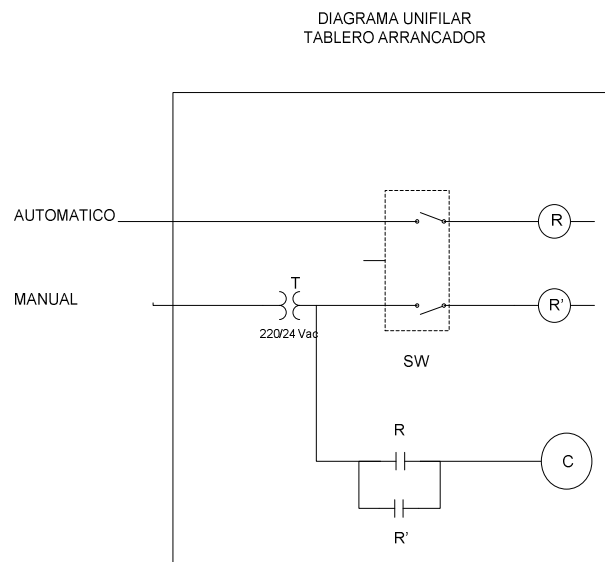 DIAGRAMA UNIFILAR
TABLERO ARRANCADOR
AUTOMATICO
R
MANUAL
T
R'
220/24 Vac
SW
R
C
R'